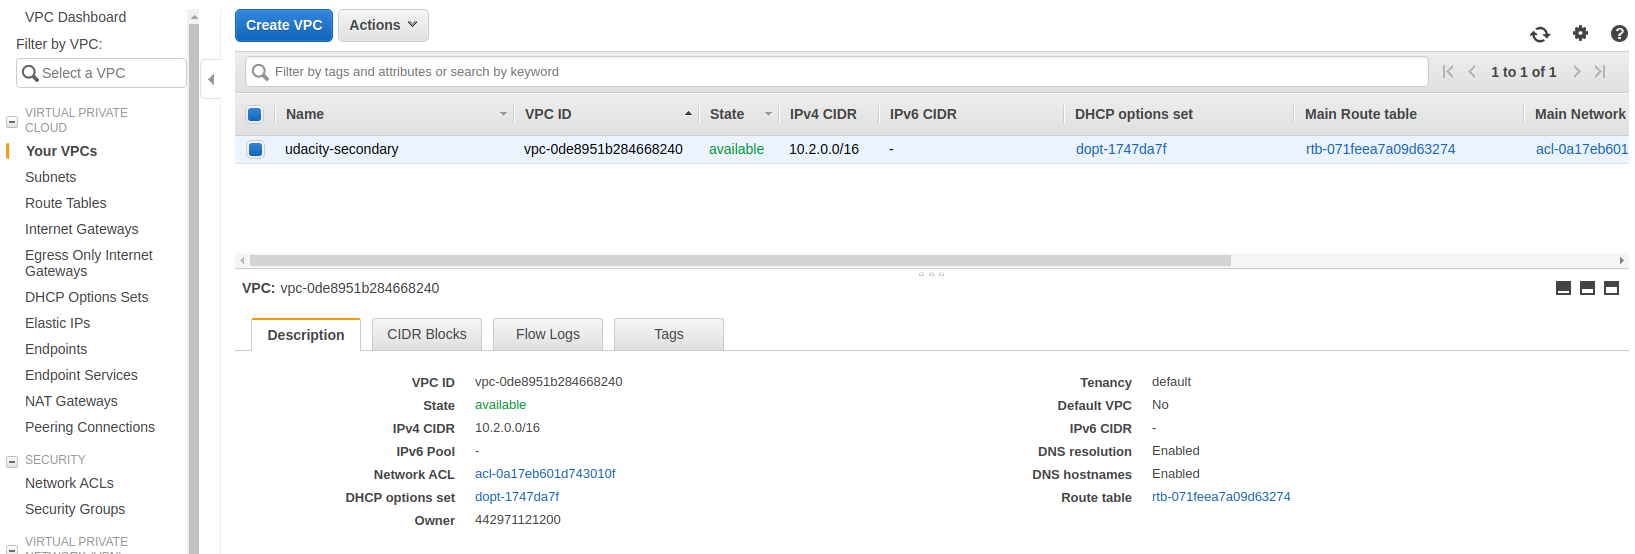 VPC Dashboard
Filter by VPC:
Select a VPC
VIRTUAL PRIVATE
CLOUD
Your VPCs
Subnets
Route Tables
Internet Gateways
Egress Only Internet
Gateways
DHCP Options Sets
Elastic IPs
Endpoints
Endpoint Services
NAT Gateways
Peering Connections
SECURITY
Network ACLs
Security Groups
VIRTUAL PRIVATE
NETWORK (VPN)
Create VPC Actions
Filter by tags and attributes or search by keyword 1 to 1 of 1
Name VPC ID State IPv4 CIDR IPv6 CIDR DHCP options set Main Route table Main Network
udacity-secondary vpc-0de8951b284668240 available 10.2.0.0/16 - dopt-1747da7f rtb-071feea7a09d63274 acl-0a17eb601
VPC: vpc-0de8951b284668240
Description CIDR Blocks Flow Logs Tags
VPC ID vpc-0de8951b284668240 Tenancy default
State available Default VPC No
IPv4 CIDR 10.2.0.0/16 IPv6 CIDR -
IPv6 Pool - DNS resolution Enabled
Network ACL acl-0a17eb601d743010f DNS hostnames Enabled
DHCP options set dopt-1747da7f Route table rtb-071feea7a09d63274
Owner 442971121200